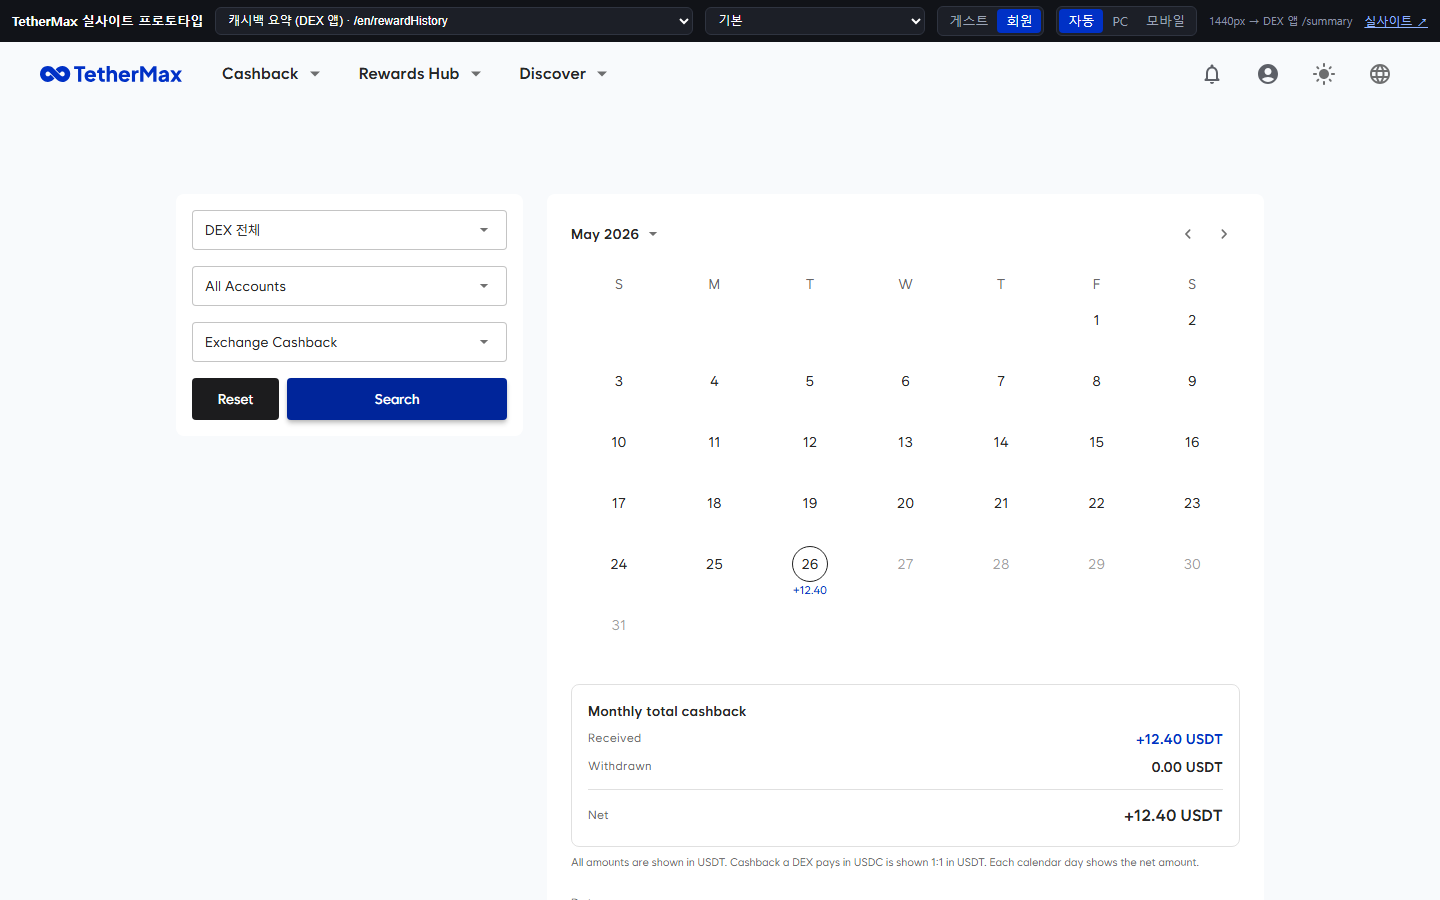 TetherMax 실사이트 프로토타입 캐시백 요약 (DEX 앱) · /en/rewardHistory 기본 게스트 회원 자동 PC 모바일 1440px → DEX 앱 /summary 실사이트 ↗
TetherMax Cashback Rewards Hub Discover
DEX 전체
All Accounts
Exchange Cashback
Reset Search
May 2026
S M T W T F S
1 2
3 4 5 6 7 8 9
10 11 12 13 14 15 16
17 18 19 20 21 22 23
24 25 26 27 28 29 30
+12.40
31
Monthly total cashback
Received +12.40 USDT
Withdrawn 0.00 USDT
Net +12.40 USDT
All amounts are shown in USDT. Cashback a DEX pays in USDC is shown 1:1 in USDT. Each calendar day shows the net amount.